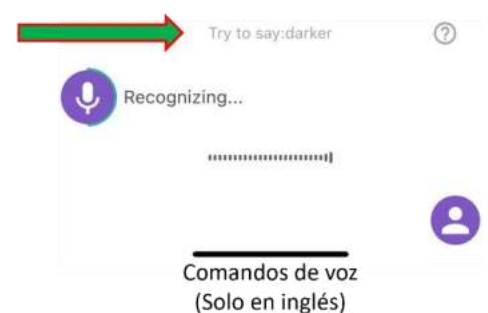 Try to say:darker
Recognizing...
Comandos de voz
(Solo en inglés)